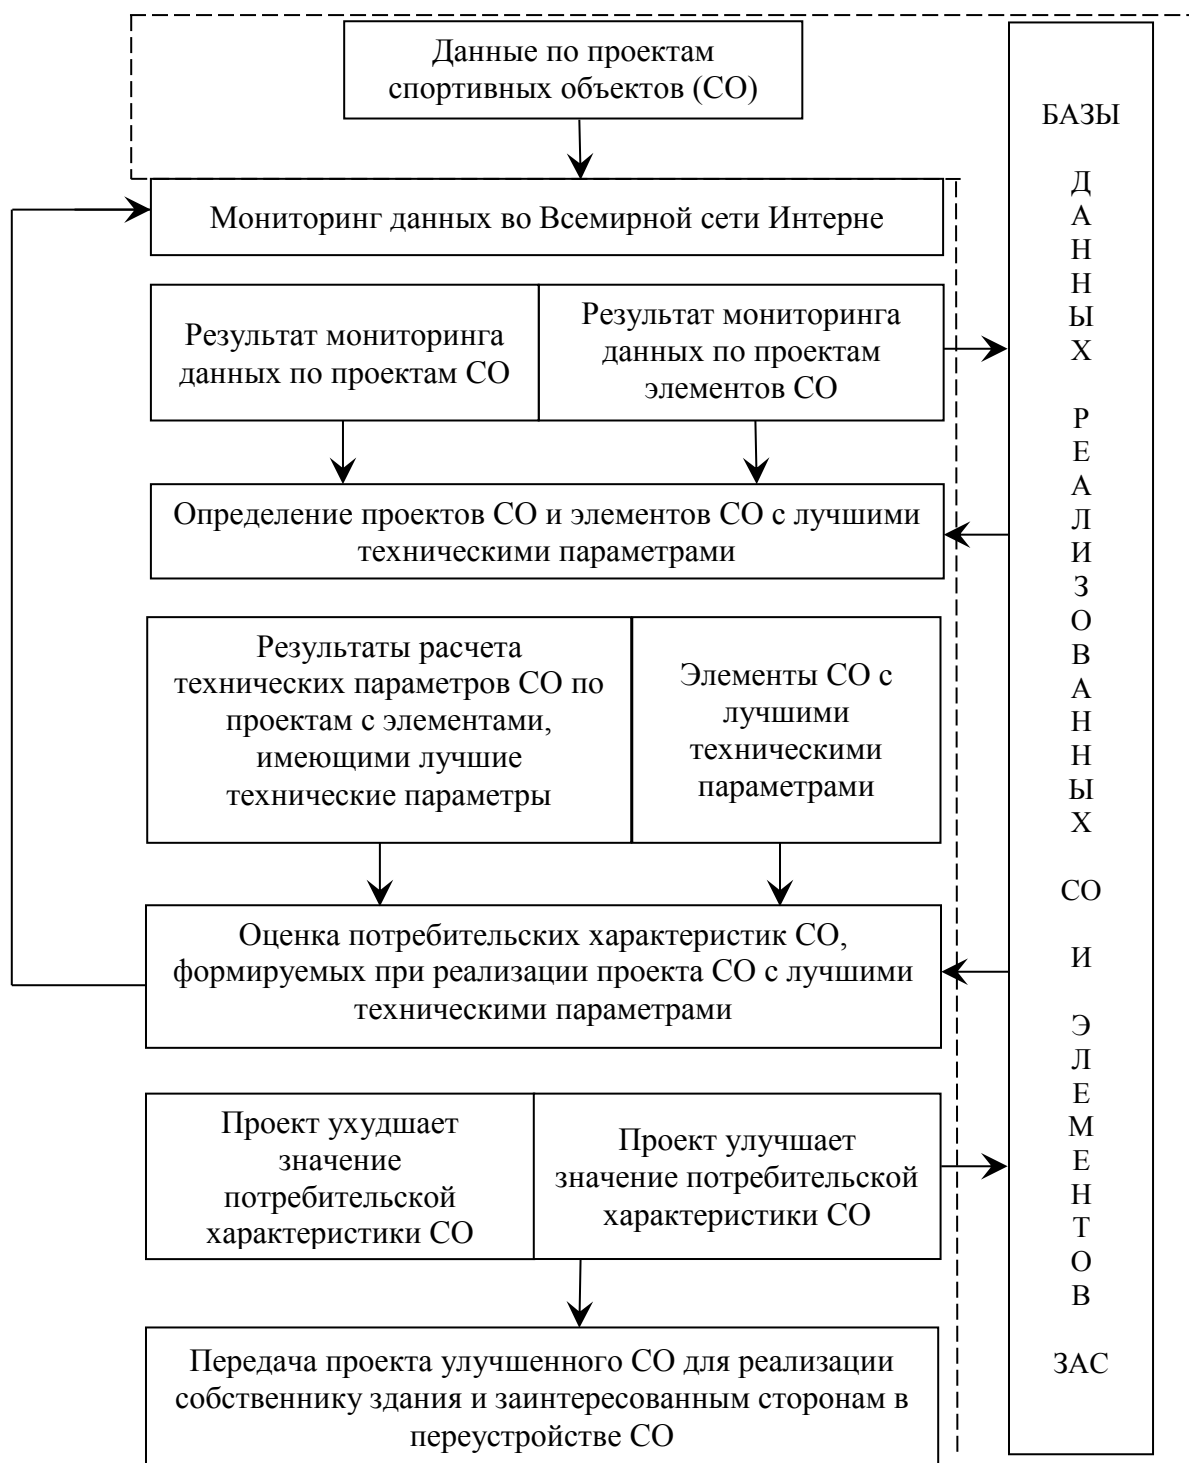 Данные по проектам
спортивных объектов (СО)
Мониторинг данных во Всемирной сети Интерне
Результат мониторинга
данных по проектам СО
Результат мониторинга
данных по проектам
элементов СО
Определение проектов СО и элементов СО с лучшими
техническими параметрами
Результаты расчета
технических параметров СО по
проектам с элементами,
имеющими лучшие
технические параметры
Элементы СО с
лучшими
техническими
параметрами
Оценка потребительских характеристик СО,
формируемых при реализации проекта СО с лучшими
техническими параметрами
Проект ухудшает
значение
потребительской
характеристики СО
Проект улучшает
значение потребительской
характеристики СО
Передача проекта улучшенного СО для реализации
собственнику здания и заинтересованным сторонам в
переустройстве СО
БАЗЫ
Д
А
Н
Н
Ы
Х
Р
Е
А
Л
И
З
О
В
А
Н
Н
Ы
Х
СО
И
Э
Л
Е
М
Е
Н
Т
О
В
ЗАС